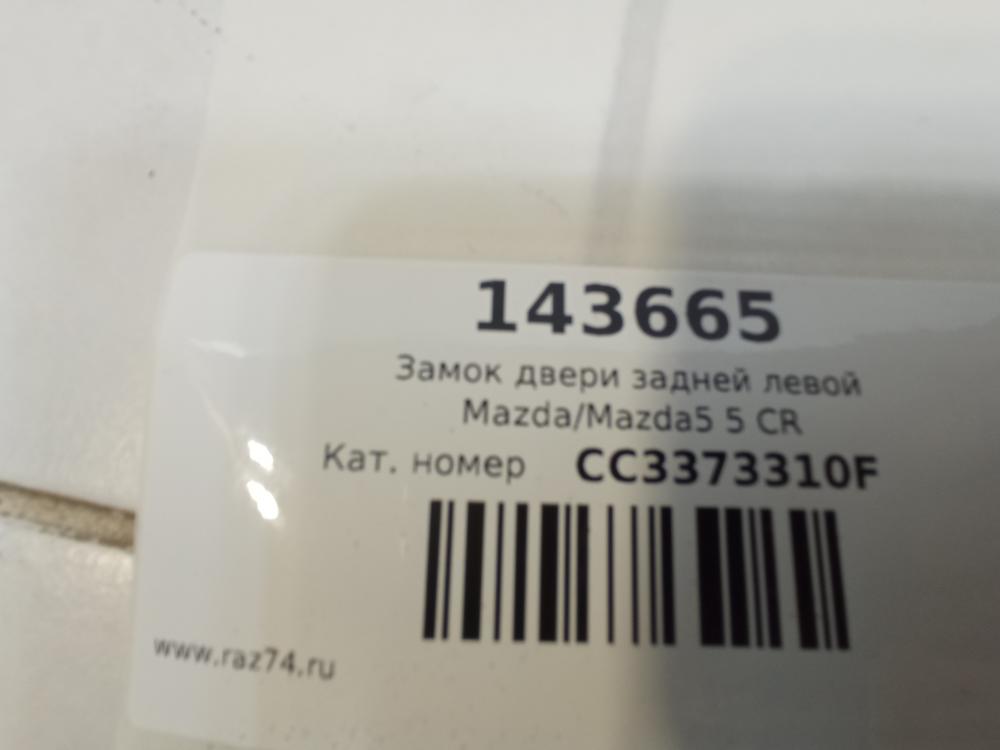 143665
Замок двери задней левой
Mazda/Mazda5 5 CR
Кат. номер CC3373310F
www.raz74.ru